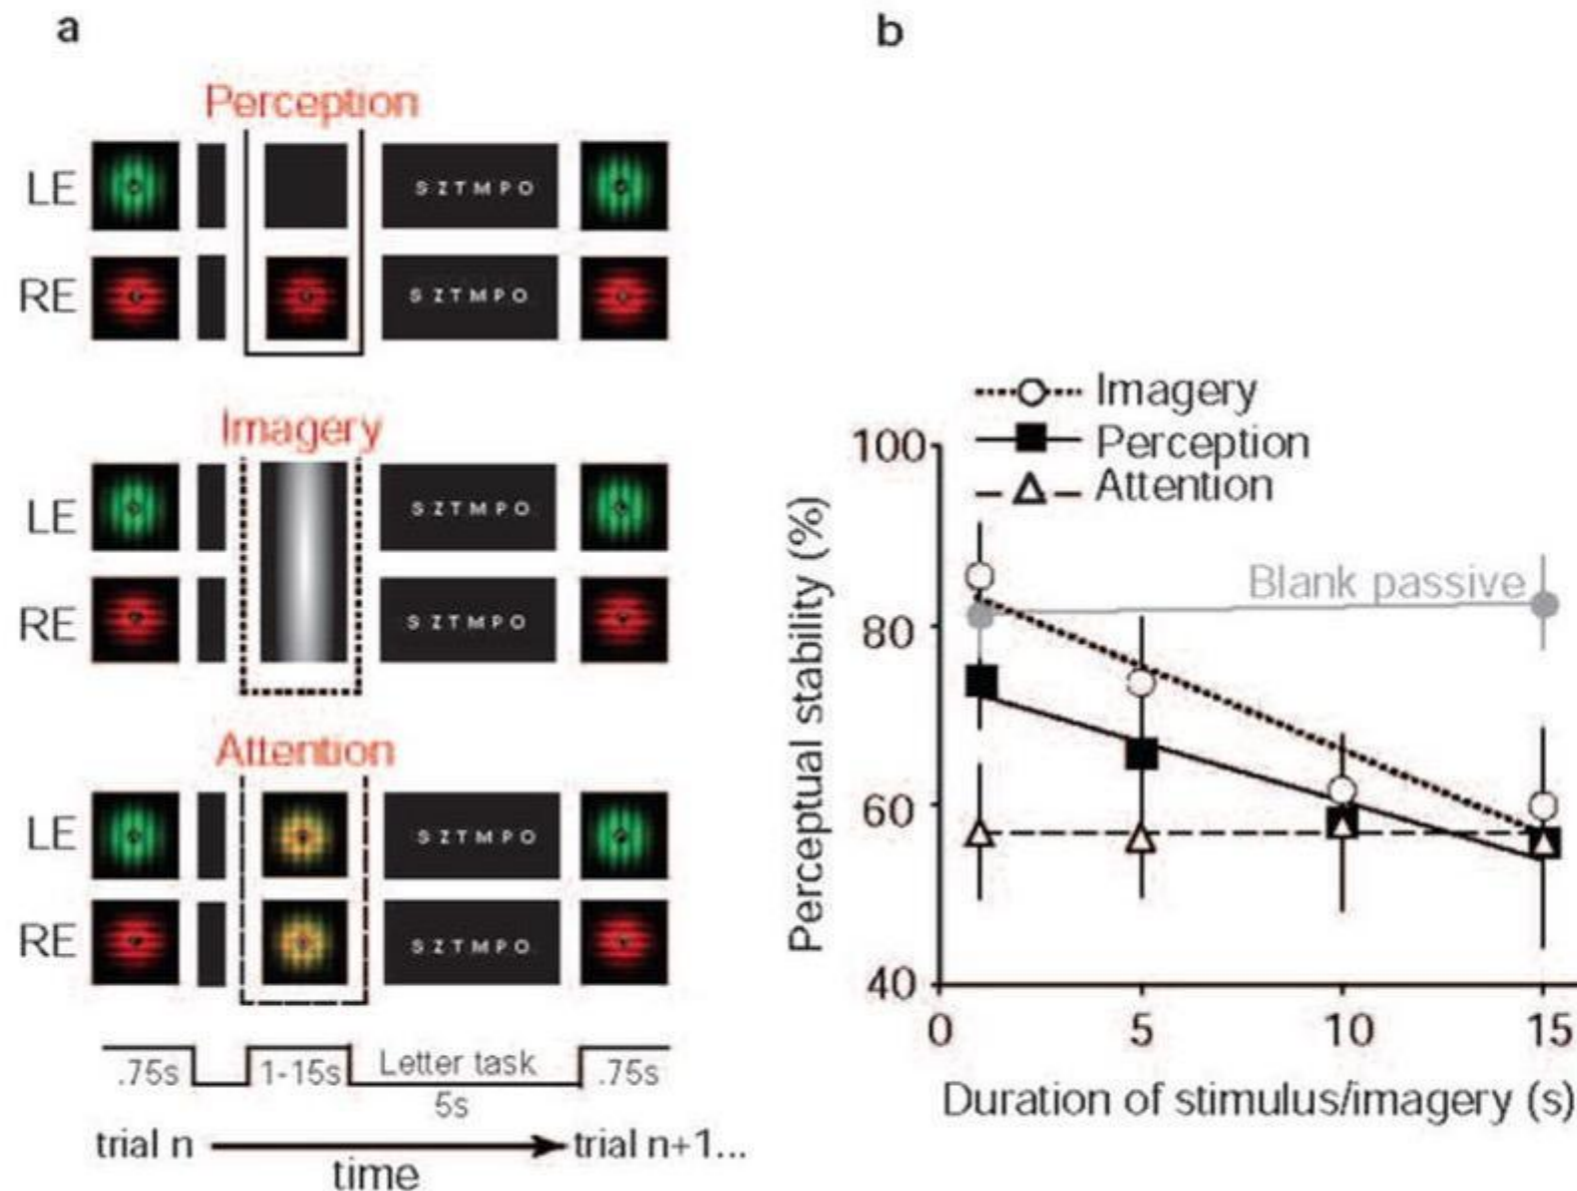 a
Perception
LE
S Z T M P O
RE
S Z T M P O
Imagery
LE
S Z T M P O
RE
S Z T M P O
Attention
LE
S Z T M P O
RE
S Z T M P O
.75s
1-15s
Letter task
5s
.75s
trial n
time
trial n+1...
b
Imagery
Perception
Attention
Blank passive
Perceptual stability (%)
100
80
60
40
0 5 10 15
Duration of stimulus/imagery (s)